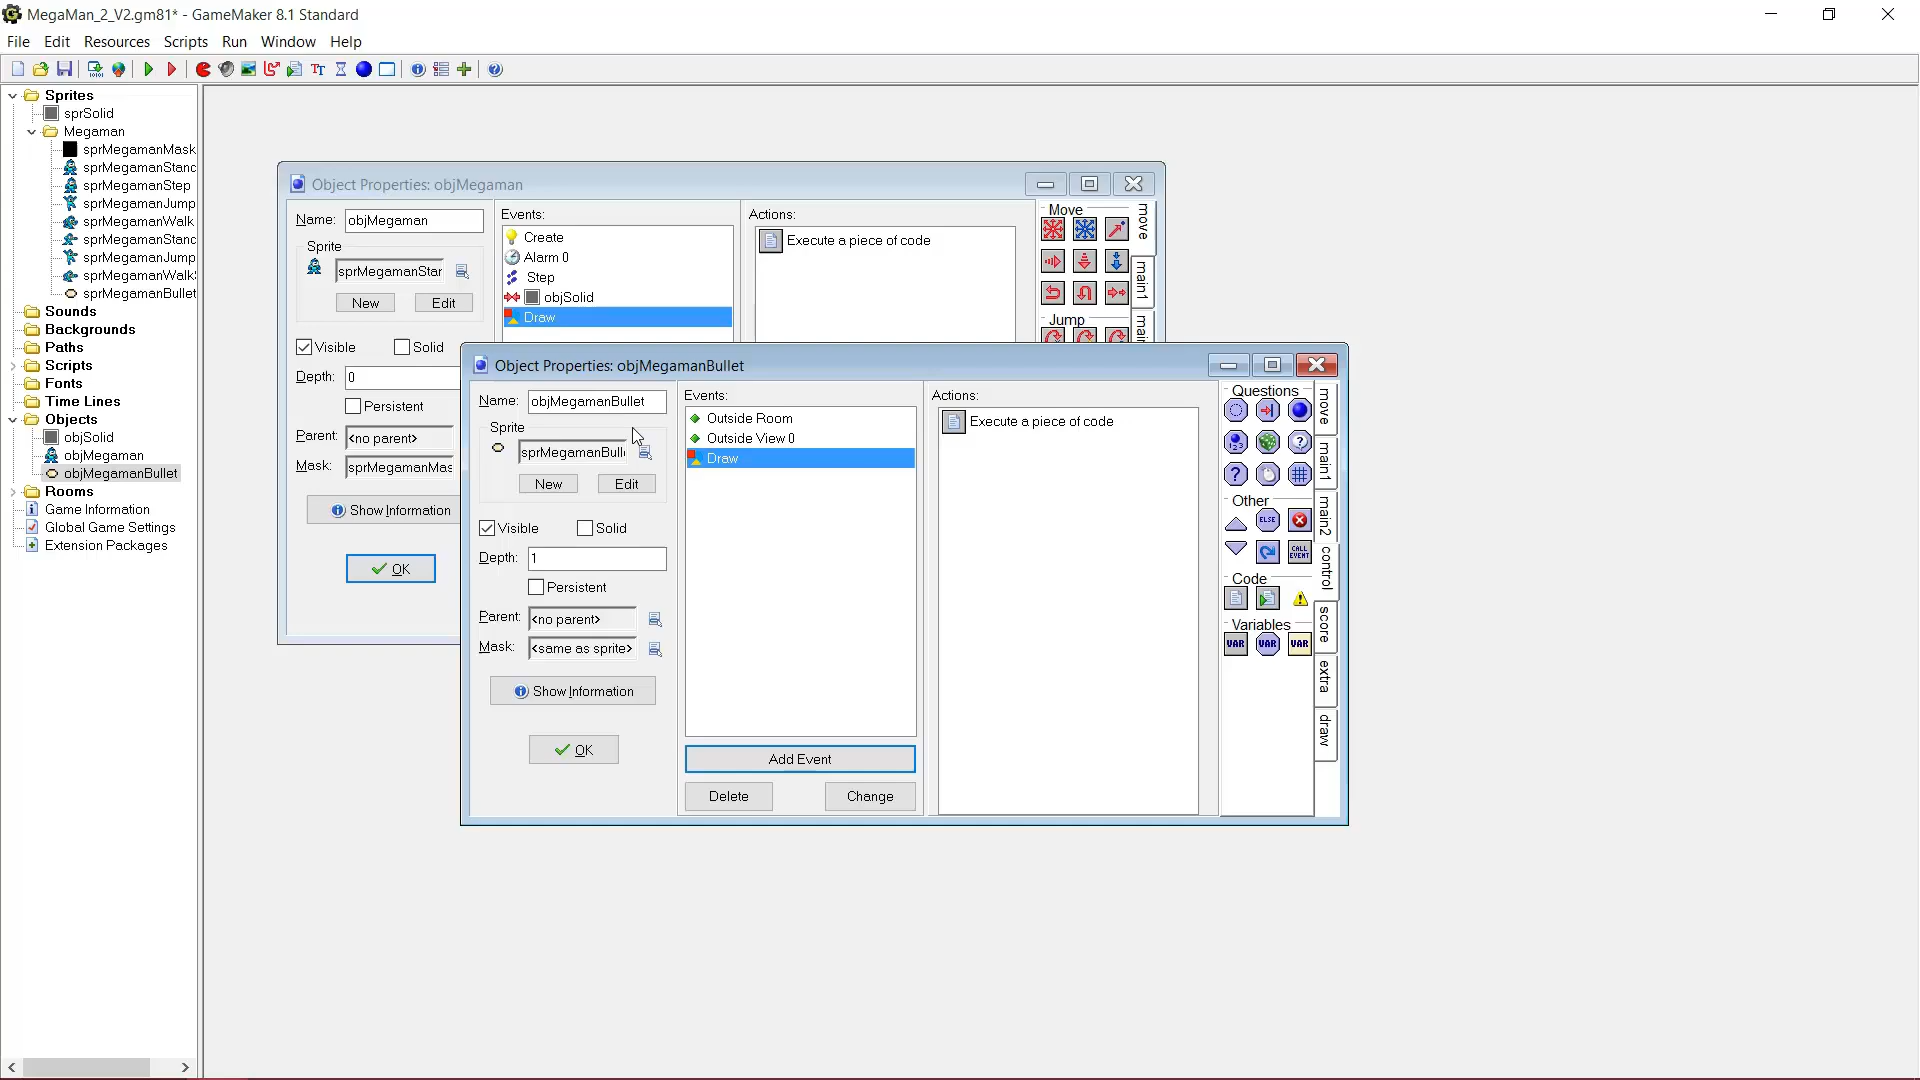 MegaMan_2_V2.gm81* - GameMaker 8.1 Standard
File Edit Resources Scripts Run Window Help
Sprites
sprSolid
Megaman
sprMegamanMask
sprMegamanStanc
sprMegamanStep
sprMegamanJump
sprMegamanWalk
sprMegamanStanc
sprMegamanJump
sprMegamanWalk
sprMegamanBullet
Sounds
Backgrounds
Paths
Scripts
Fonts
Time Lines
Objects
objSolid
objMegaman
objMegamanBullet
Rooms
Game Information
Global Game Settings
Extension Packages
Object Properties: objMegaman
Name: objMegaman
Sprite
sprMegamanStar
New Edit
Visible Solid
Depth: 0
Persistent
Parent: <no parent>
Mask: sprMegamanMas
Show Information
OK
Events:
Create
Alarm 0
Step
objSolid
Draw
Actions:
Execute a piece of code
Move
Jump
move
main1
Object Properties: objMegamanBullet
Name: objMegamanBullet
Sprite
sprMegamanBull
New Edit
Visible Solid
Depth: 1
Persistent
Parent: <no parent>
Mask: <same as sprite>
Show Information
OK
Events:
Outside Room
Outside View 0
Draw
Add Event
Delete Change
Actions:
Execute a piece of code
Questions
Other
ELSE
CALL EVENT
Code
Variables
VAR VAR VAR
move
main1
main2
control
score
extra
draw